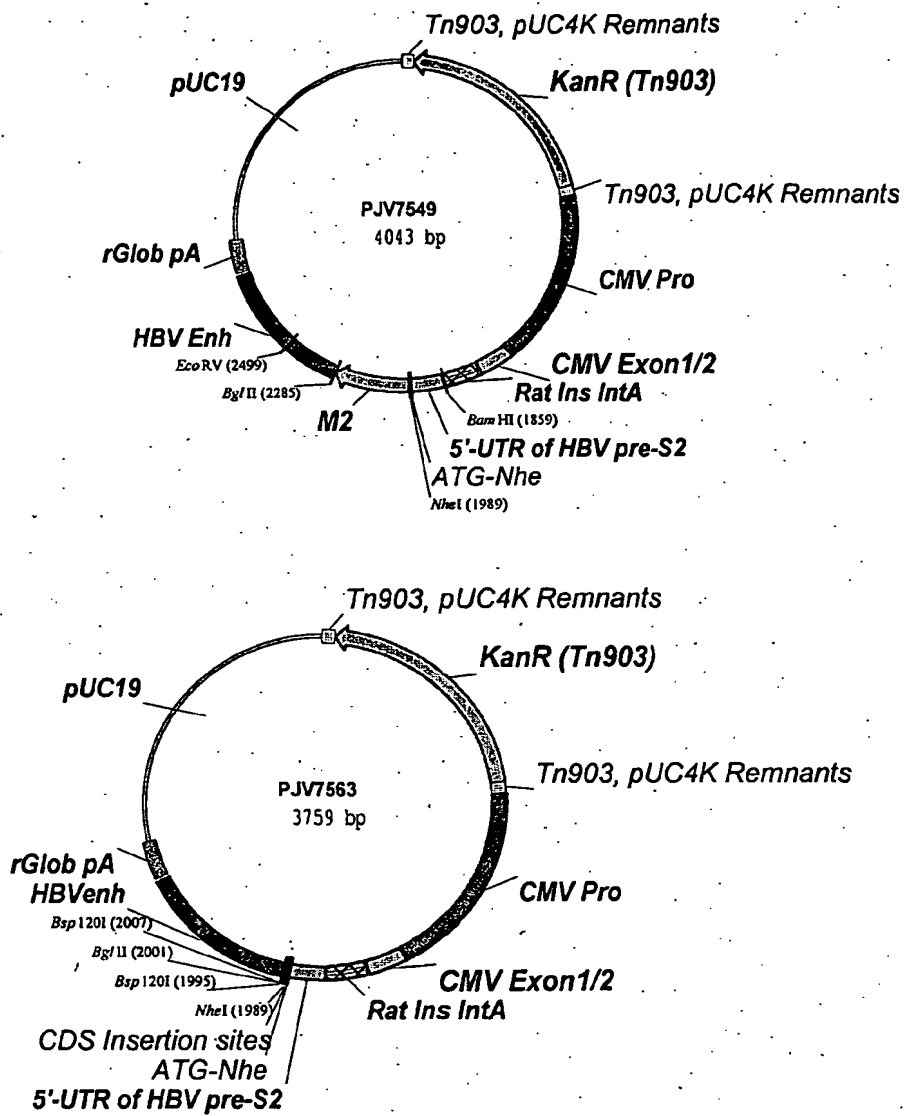 Tn903, pUC4K Remnants
KanR (Tn903)
pUC19
Tn903, pUC4K Remnants
PJV7549
4043 bp
rGlob pA
CMV Pro
HBV Enh
EcoRV (2499)
CMV Exon1/2
BglII (2285)
Rat Ins IntA
M2
BamHI (1859)
5'-UTR of HBV pre-S2
ATG-Nhe
NheI (1989)
Tn903, pUC4K Remnants
KanR (Tn903)
pUC19
Tn903, pUC4K Remnants
PJV7563
3759 bp
rGlob pA
HBVenh
CMV Pro
Bsp120I (2007)
BglII (2001)
Bsp120I (1995)
CMV Exon1/2
NheI (1989)
Rat Ins IntA
CDS Insertion sites
ATG-Nhe
5'-UTR of HBV pre-S2